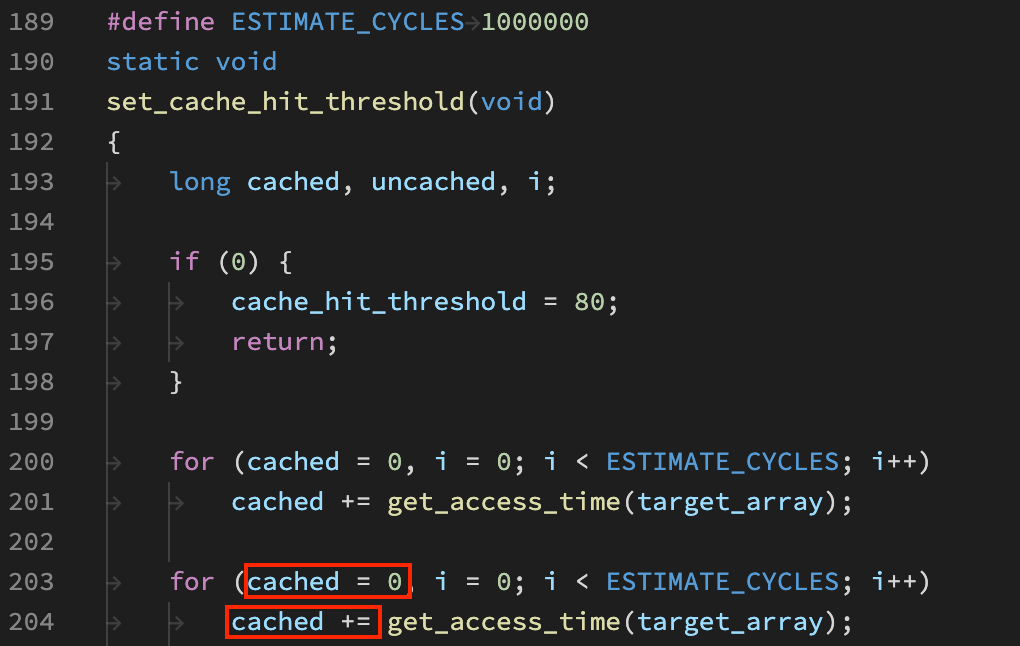 189 #define ESTIMATE_CYCLES 1000000
190 static void
191 set_cache_hit_threshold(void)
192 {
193 long cached, uncached, i;
194
195 if (0) {
196 cache_hit_threshold = 80;
197 return;
198 }
199
200 for (cached = 0, i = 0; i < ESTIMATE_CYCLES; i++)
201 cached += get_access_time(target_array);
202
203 for (cached = 0, i = 0; i < ESTIMATE_CYCLES; i++)
204 cached += get_access_time(target_array);